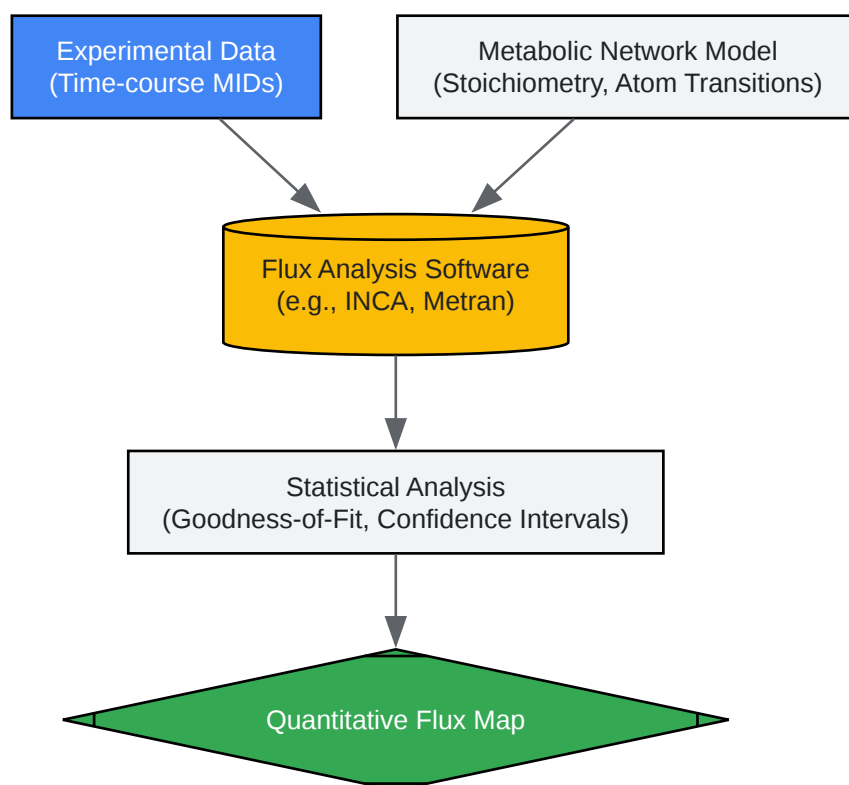 Experimental Data
(Time-course MIDs)
Metabolic Network Model
(Stoichiometry, Atom Transitions)
Flux Analysis Software
(e.g., INCA, Metran)
Statistical Analysis
(Goodness-of-Fit, Confidence Intervals)
Quantitative Flux Map